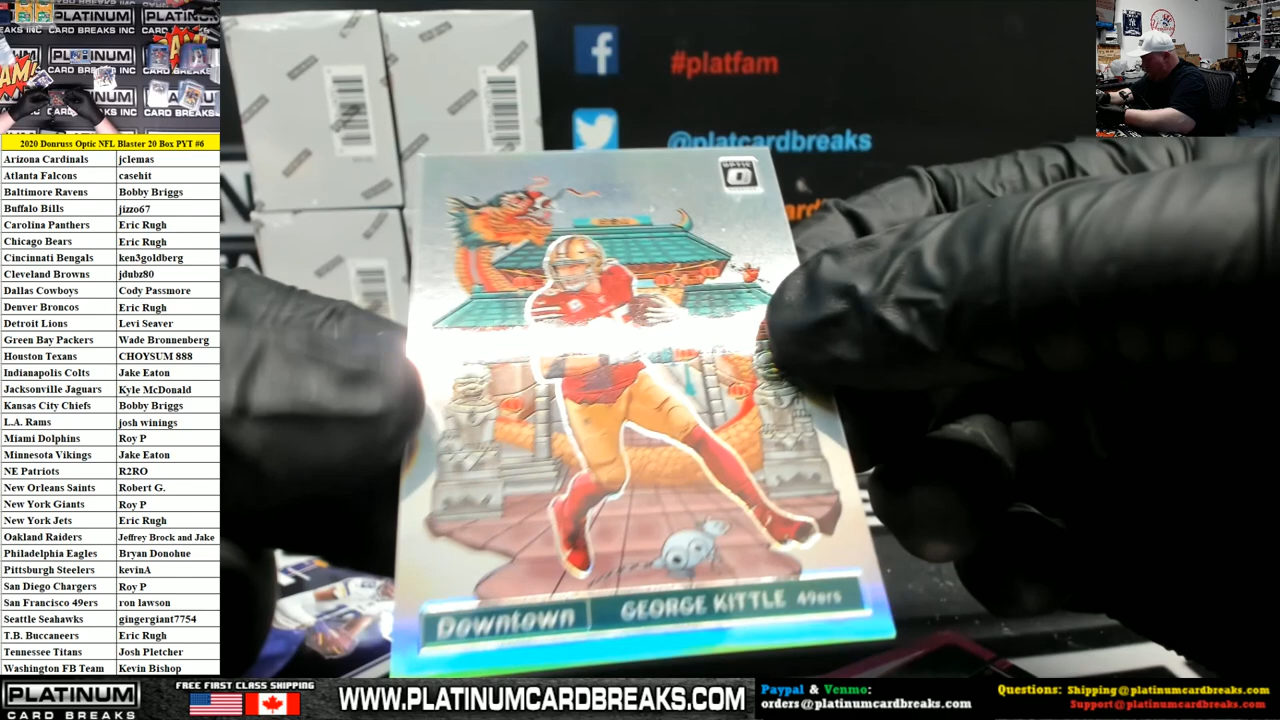 PLATINUM
CARD BREAKS INC
2020 Donruss Optic NFL Blaster 20 Box PYT #6
Arizona Cardinals jclemas
Atlanta Falcons casehit
Baltimore Ravens Bobby Briggs
Buffalo Bills jizzo67
Carolina Panthers Eric Rugh
Chicago Bears Eric Rugh
Cincinnati Bengals ken3goldberg
Cleveland Browns jdubz80
Dallas Cowboys Cody Passmore
Denver Broncos Eric Rugh
Detroit Lions Levi Seaver
Green Bay Packers Wade Bronnenberg
Houston Texans CHOYSUM 888
Indianapolis Colts Jake Eaton
Jacksonville Jaguars Kyle McDonald
Kansas City Chiefs Bobby Briggs
L.A. Rams josh winings
Miami Dolphins Roy P
Minnesota Vikings Jake Eaton
NE Patriots R2RO
New Orleans Saints Robert G.
New York Giants Roy P
New York Jets Eric Rugh
Oakland Raiders Jeffrey Brock and Jake
Philadelphia Eagles Bryan Donohue
Pittsburgh Steelers kevinA
San Diego Chargers Roy P
San Francisco 49ers ron lawson
Seattle Seahawks gingergiant7754
T.B. Buccaneers Eric Rugh
Tennessee Titans Josh Pletcher
Washington FB Team Kevin Bishop
#platfam
@platcardbreaks
OPTIC
Downtown GEORGE KITTLE 49ers
PLATINUM
CARD BREAKS
FREE FIRST CLASS SHIPPING
WWW.PLATINUMCARDBREAKS.COM
Paypal & Venmo:
orders@platinumcardbreaks.com
Questions: Shipping@platinumcardbreaks.com
Support@platinumcardbreaks.com